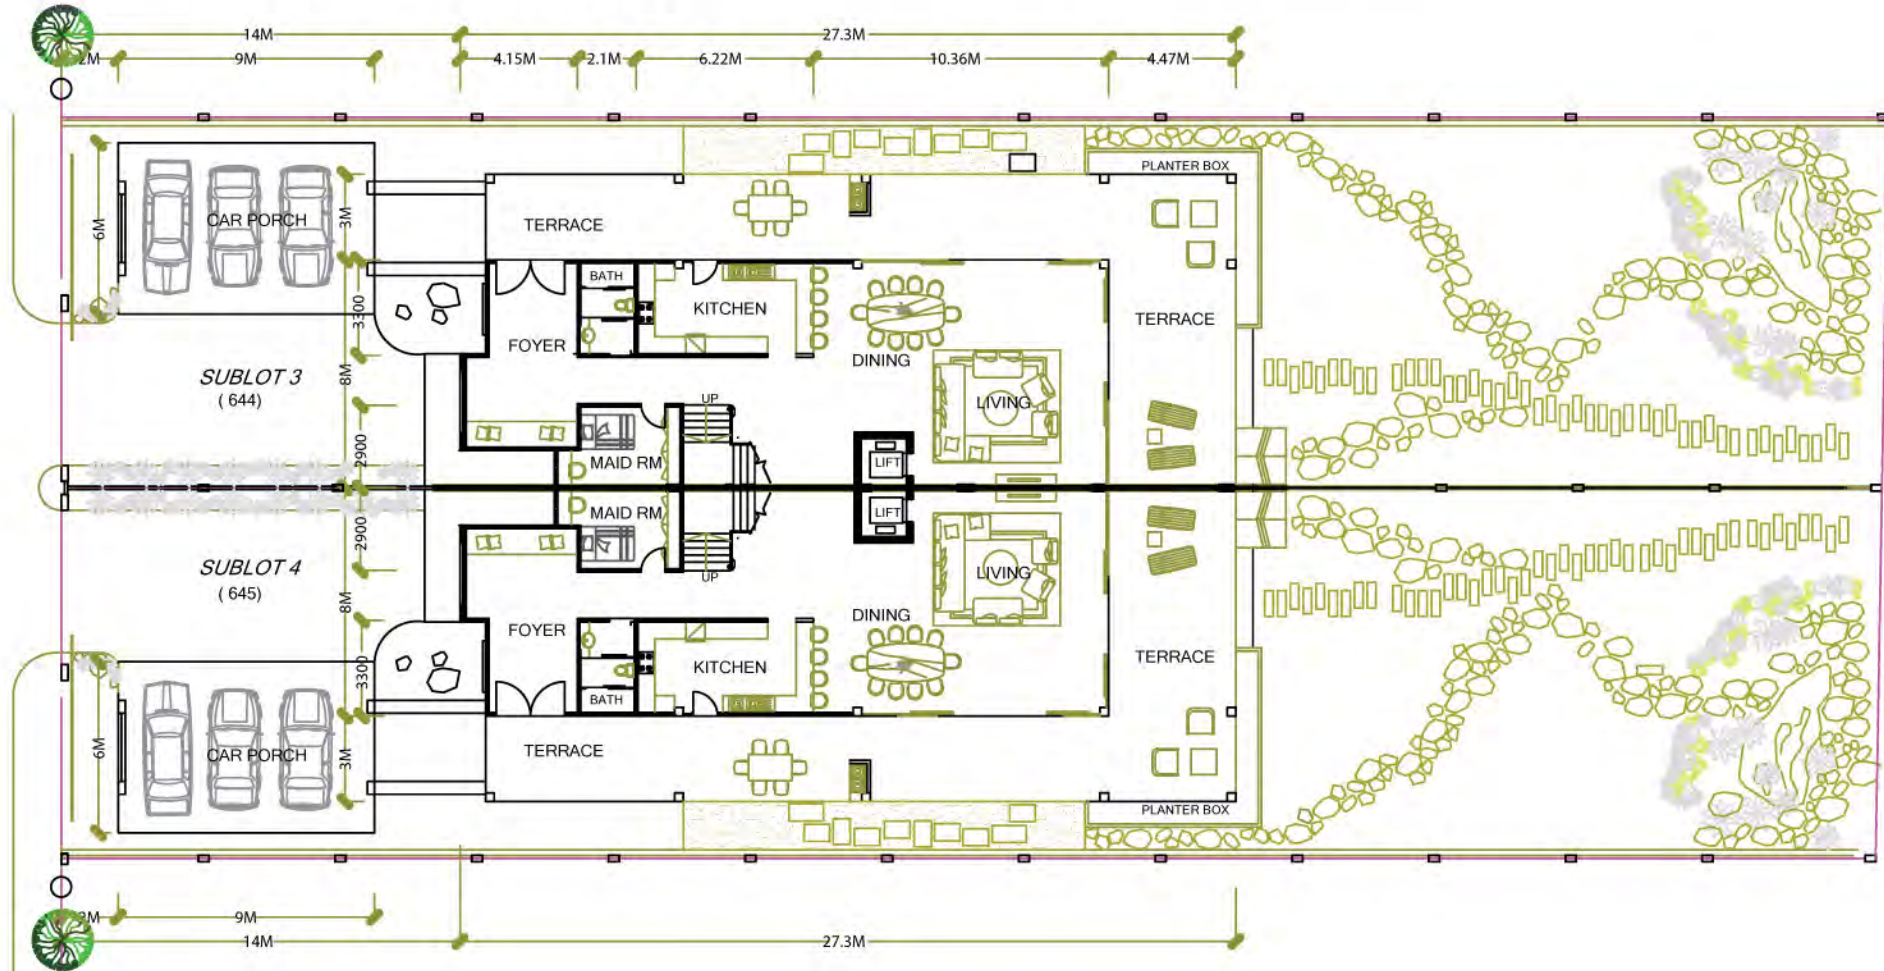 14M
27.3M
2M
9M
4.15M
2.1M
6.22M
10.36M
4.47M
PLANTER BOX
6M
CAR PORCH
3M
TERRACE
BATH
KITCHEN
3300
FOYER
TERRACE
DINING
SUBLOT 3
( 644)
8M
UP
LIVING
2900
MAID RM
LIFT
MAID RM
LIFT
2900
SUBLOT 4
( 645)
8M
UP
LIVING
DINING
FOYER
TERRACE
3300
KITCHEN
BATH
6M
CAR PORCH
3M
TERRACE
PLANTER BOX
9M
14M
27.3M